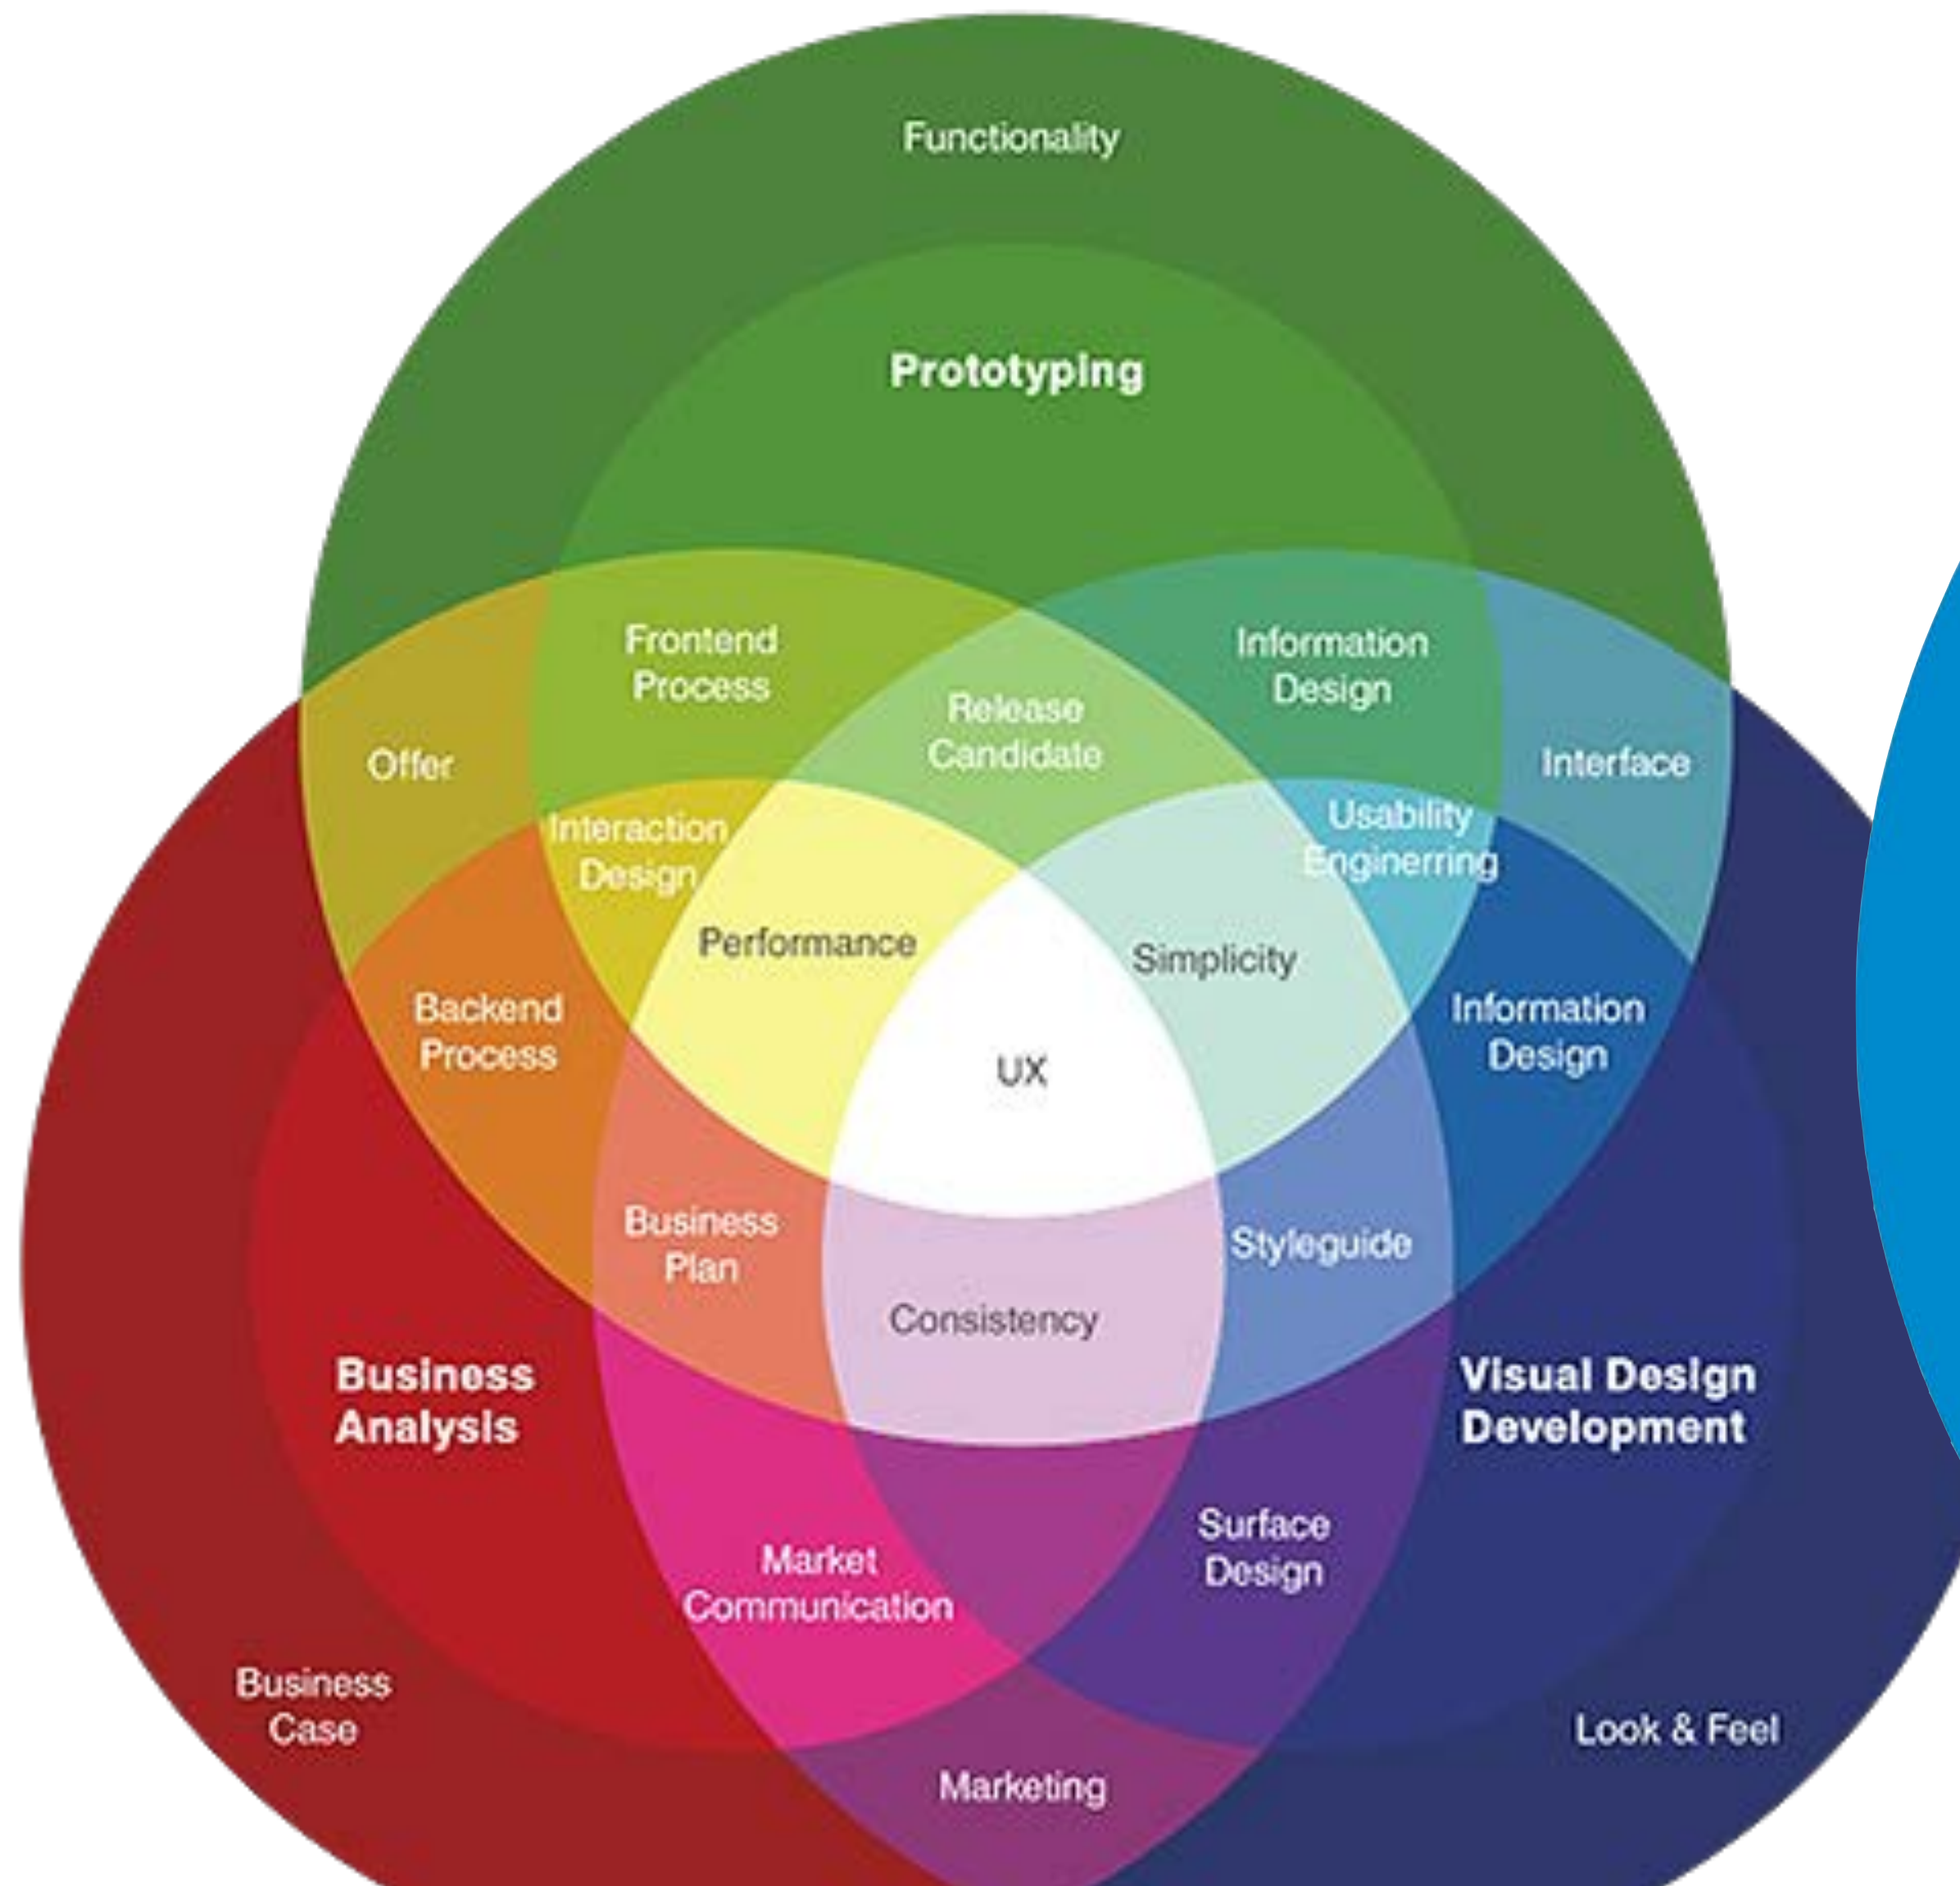 Functionality
Prototyping
Frontend
Process
Information
Design
Release
Candidate
Offer
Interface
Interaction
Design
Usability
Enginerring
Performance
Simplicity
Backend
Process
Information
Design
UX
Business
Plan
Styleguide
Consistency
Business
Analysis
Visual Design
Development
Surface
Design
Market
Communication
Business
Case
Look & Feel
Marketing